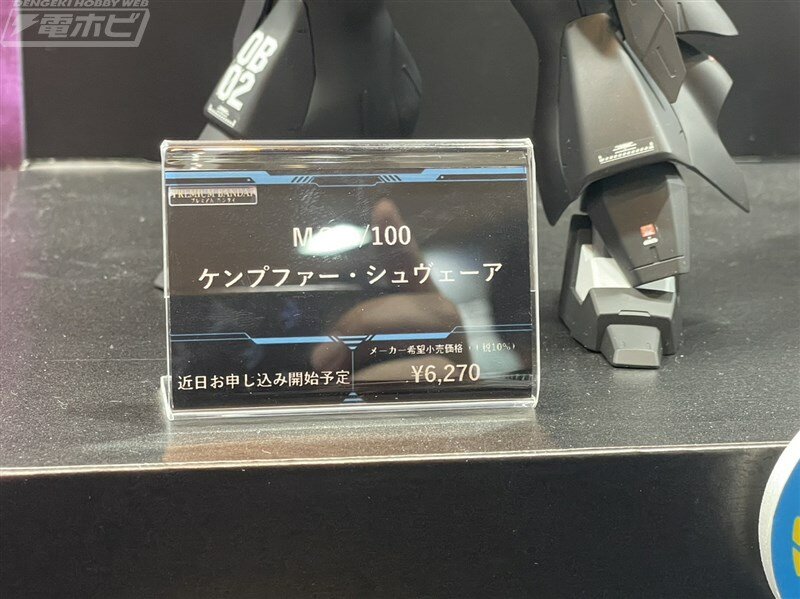 DENGEKI HOBBY WEB
電ホビ
OB
02
PREMIUM BANDAI
プレミアム バンダイ
/100
ケンプファー・シュヴェーア
メーカー希望小売価格
10%)
近日お申し込み開始予定
¥6,270